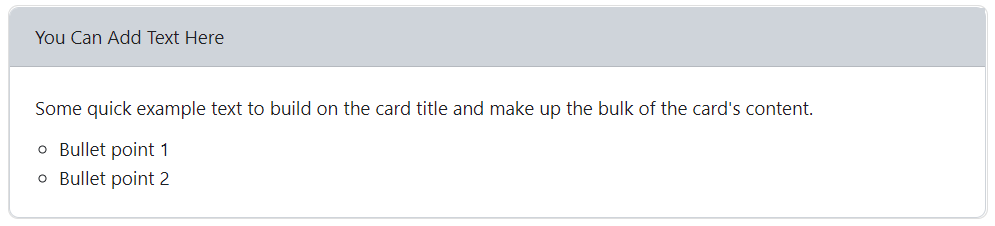 You Can Add Text Here
Some quick example text to build on the card title and make up the bulk of the card's content.
Bullet point 1
Bullet point 2